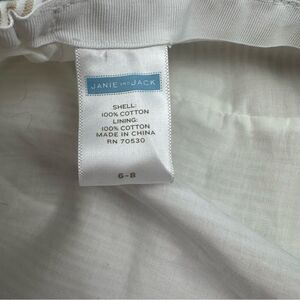 JANIE AND JACK
SHELL:
100% COTTON
LINING:
100% COTTON
MADE IN CHINA
RN 70530
6-8